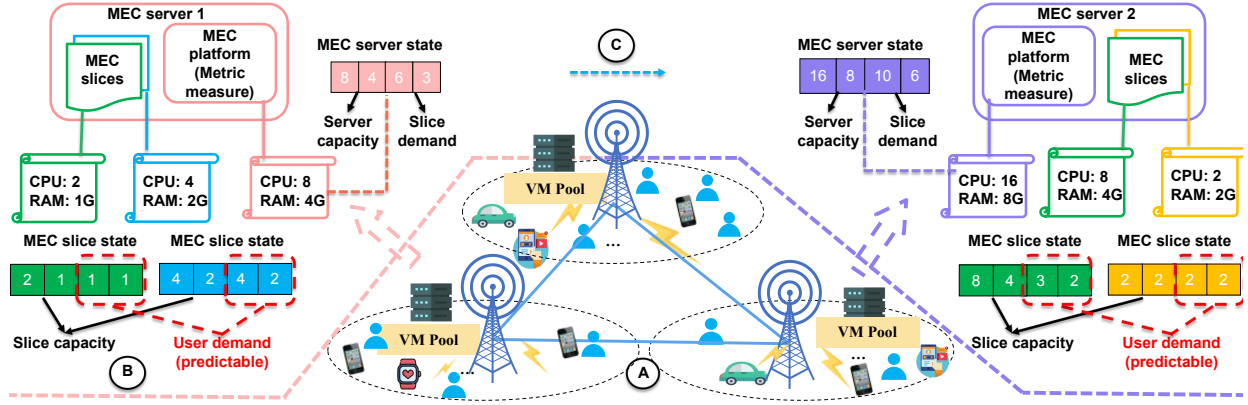 MEC server 1
MEC
slices
MEC
platform
(Metric
measure)
MEC server state
8 4 6 3
Server
capacity
Slice
demand
CPU: 2
RAM: 1G
CPU: 4
RAM: 2G
CPU: 8
RAM: 4G
MEC slice state
2 1 1 1
MEC slice state
4 2 4 2
Slice capacity
User demand
(predictable)
B
C
VM Pool
...
VM Pool
...
A
VM Pool
...
MEC server state
16 8 10 6
Server
capacity
Slice
demand
MEC server 2
MEC
platform
(Metric
measure)
MEC
slices
CPU: 16
RAM: 8G
CPU: 8
RAM: 4G
CPU: 2
RAM: 2G
MEC slice state
8 4 3 2
MEC slice state
2 2 2 2
Slice capacity
User demand
(predictable)